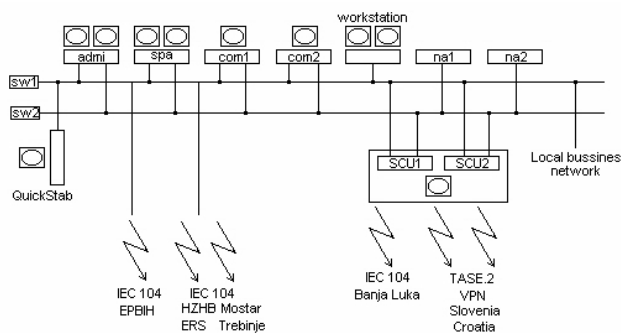 workstation
admi spa com1 com2 na1 na2
sw1
sw2
SCU1 SCU2
Local bussines
network
QuickStab
IEC 104
EPBIH
IEC 104
HZHB Mostar
ERS Trebinje
IEC 104
Banja Luka
TASE.2
VPN
Slovenia
Croatia